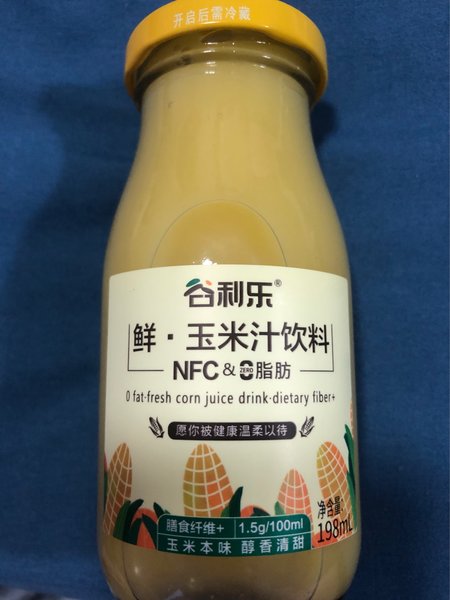 开启后需冷藏
谷利乐®
鲜·玉米汁饮料
NFC&0脂肪
ZERO
0 fat·fresh corn juice drink·dietary fiber+
愿你被健康温柔以待
膳食纤维+ 1.5g/100ml
玉米本味 醇香清甜
净含量
198mL